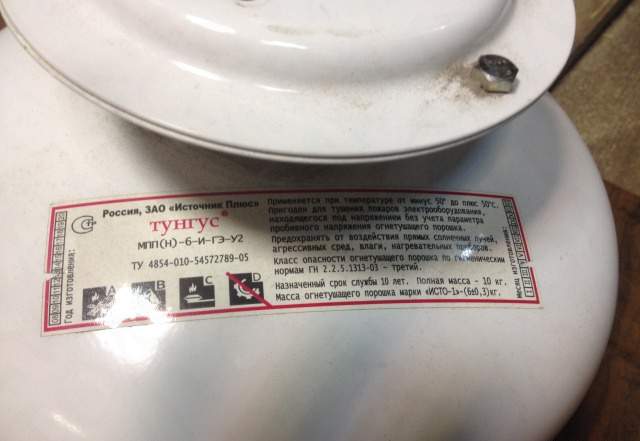 Россия, ЗАО «Источник Плюс»
тунгус®
МПП(Н)-6-И-ГЭ-У2
ТУ 4854-010-54572789-05
A B C D
Год изготовления:
Применяется при температуре от минус 50° до плюс 50°С.
Пригоден для тушения пожаров электрооборудования,
находящегося под напряжением без учета параметра
пробивного напряжения огнетушащего порошка.
Предохранять от воздействия прямых солнечных лучей,
агрессивных сред, влаги, нагревательных приборов.
Класс опасности огнетушащего порошка по гигиеническим
нормам ГН 2.2.5.1313-03 - третий.
Назначенный срок службы 10 лет. Полная масса - 10 кг.
Масса огнетушащего порошка марки «ИСТО-1»-(6±0,3)кг.
Месяц изготовления: